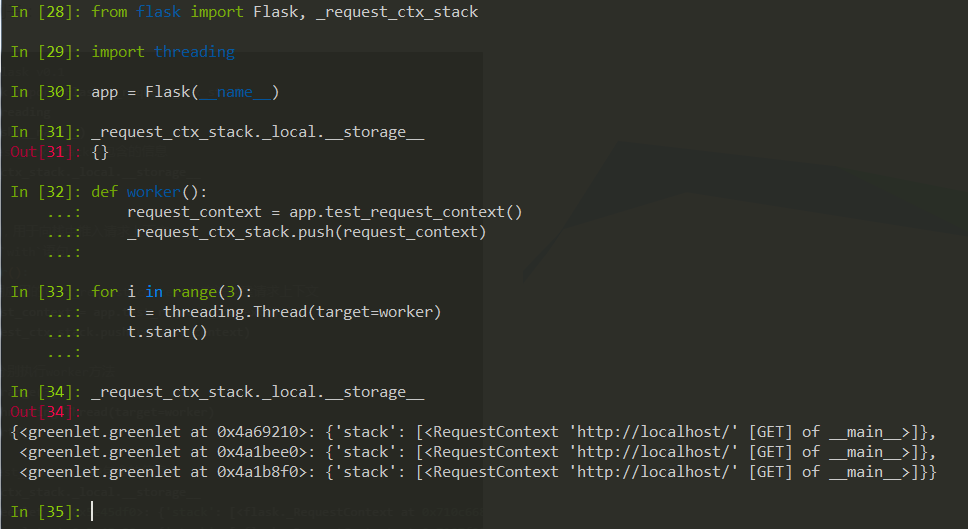 In [28]: from flask import Flask, _request_ctx_stack
In [29]: import threading
In [30]: app = Flask(__name__)
In [31]: _request_ctx_stack._local.__storage__
Out[31]: {}
In [32]: def worker():
    ...:     request_context = app.test_request_context()
    ...:     _request_ctx_stack.push(request_context)
    ...:
In [33]: for i in range(3):
    ...:     t = threading.Thread(target=worker)
    ...:     t.start()
    ...:
In [34]: _request_ctx_stack._local.__storage__
Out[34]:
{<greenlet.greenlet at 0x4a69210>: {'stack': [<RequestContext 'http://localhost/' [GET] of __main__>]},
 <greenlet.greenlet at 0x4a1bee0>: {'stack': [<RequestContext 'http://localhost/' [GET] of __main__>]},
 <greenlet.greenlet at 0x4a1b8f0>: {'stack': [<RequestContext 'http://localhost/' [GET] of __main__>]}}
In [35]: